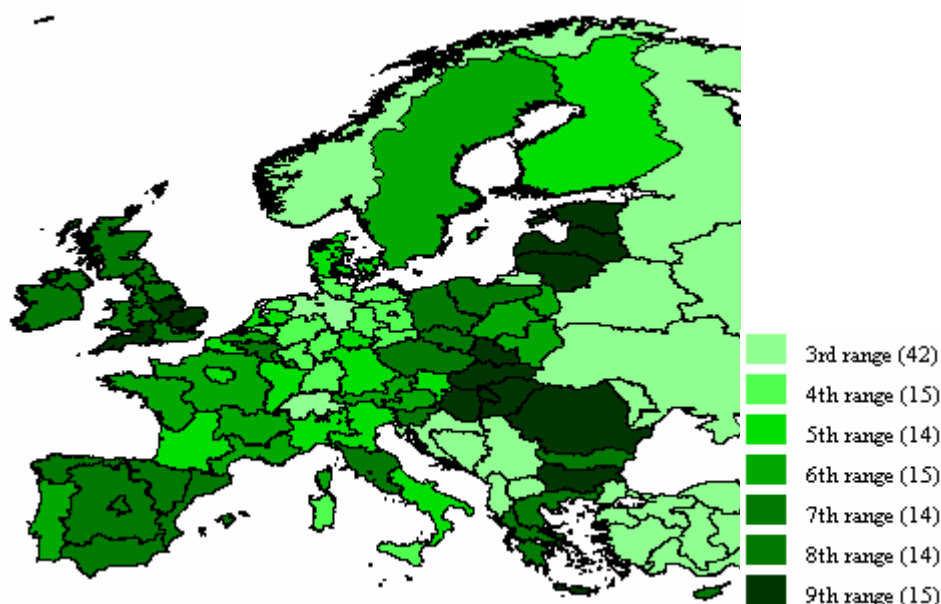 3rd range (42)
4th range (15)
5th range (14)
6th range (15)
7th range (14)
8th range (14)
9th range (15)